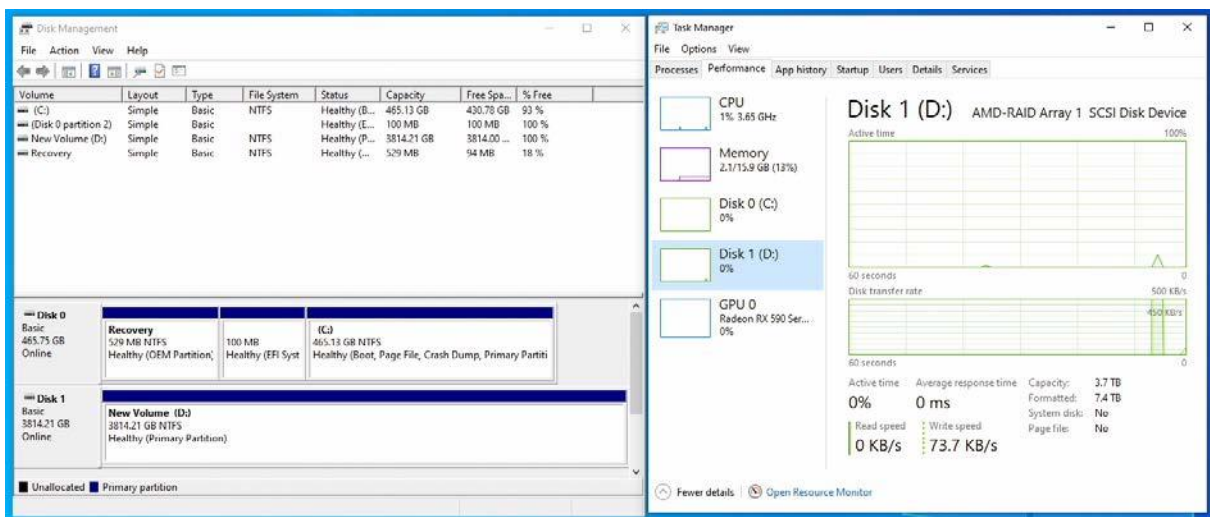 Disk Management
File Action View Help
Volume Layout Type File System Status Capacity Free Spa... % Free
(C:) Simple Basic NTFS Healthy (B... 465.13 GB 430.78 GB 93 %
(Disk 0 partition 2) Simple Basic Healthy (E... 100 MB 100 MB 100 %
New Volume (D:) Simple Basic NTFS Healthy (P... 3814.21 GB 3814.00 ... 100 %
Recovery Simple Basic NTFS Healthy (... 529 MB 94 MB 18 %
Disk 0
Basic
465.75 GB
Online
Recovery
529 MB NTFS
Healthy (OEM Partition)
100 MB
Healthy (EFI Syst
(C:)
465.13 GB NTFS
Healthy (Boot, Page File, Crash Dump, Primary Partiti
Disk 1
Basic
3814.21 GB
Online
New Volume (D:)
3814.21 GB NTFS
Healthy (Primary Partition)
Unallocated Primary partition
Task Manager
File Options View
Processes Performance App history Startup Users Details Services
CPU
1% 3.65 GHz
Memory
2.1/15.9 GB (13%)
Disk 0 (C:)
0%
Disk 1 (D:)
0%
GPU 0
Radeon RX 590 Ser...
0%
Disk 1 (D:) AMD-RAID Array 1 SCSI Disk Device
Active time 100%
60 seconds 0
Disk transfer rate 500 KB/s
450 KB/s
60 seconds 0
Active time Average response time
0% 0 ms
Read speed Write speed
0 KB/s 73.7 KB/s
Capacity: 3.7 TB
Formatted: 7.4 TB
System disk: No
Page file: No
Fewer details Open Resource Monitor